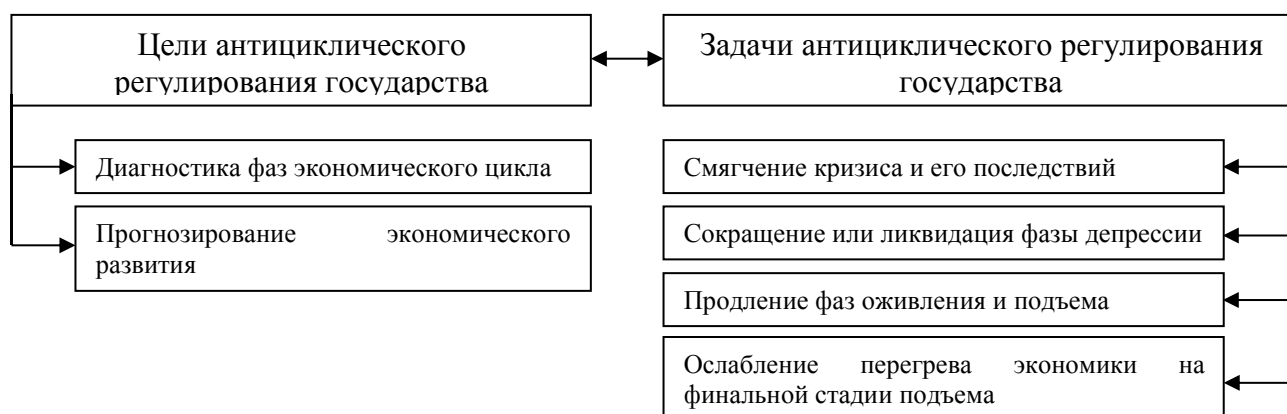 Цели антициклического
регулирования государства
Задачи антициклического регулирования
государства
Диагностика фаз экономического цикла
Прогнозирование экономического
развития
Смягчение кризиса и его последствий
Сокращение или ликвидация фазы депрессии
Продление фаз оживления и подъема
Ослабление перегрева экономики на
финальной стадии подъема